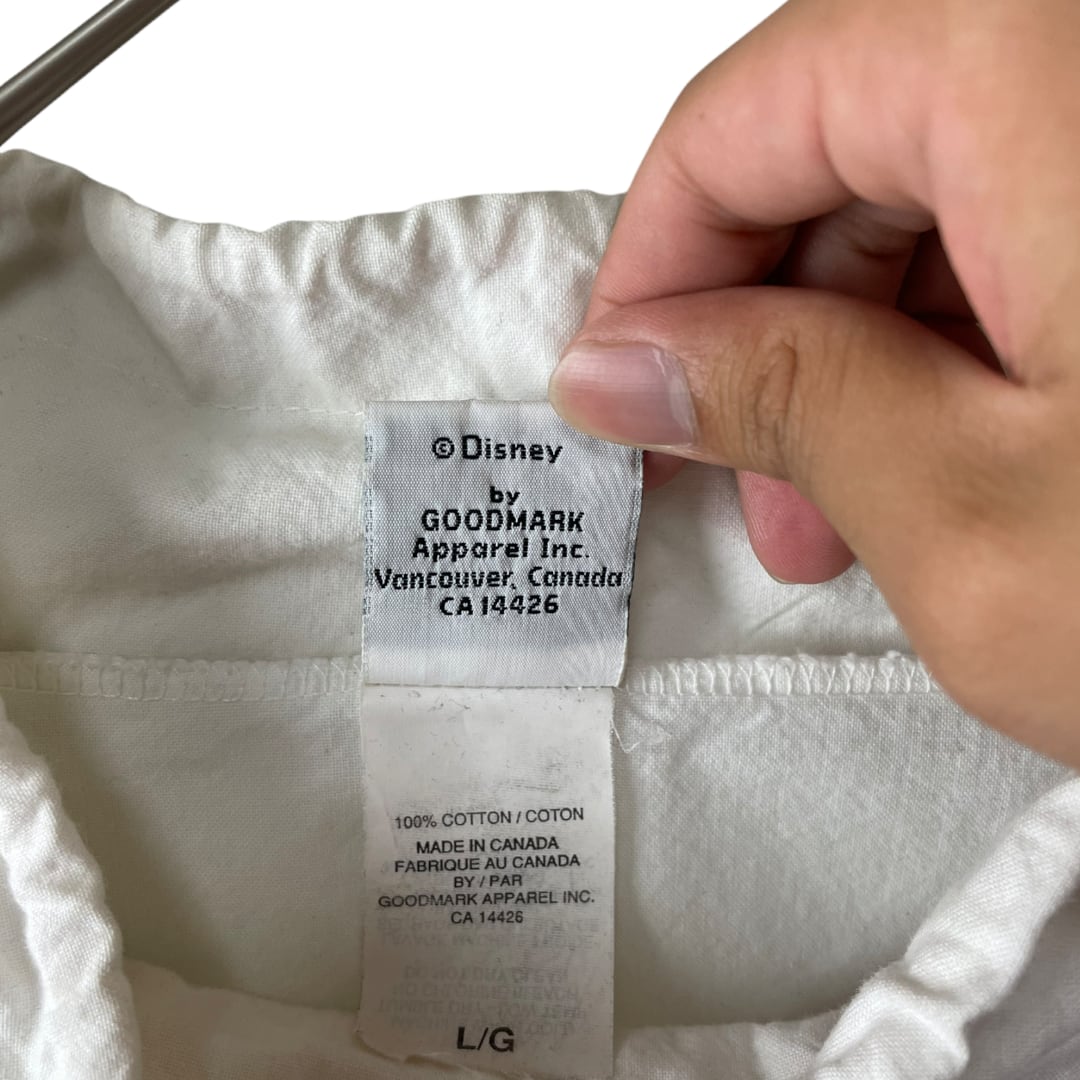 © Disney
by
GOODMARK
Apparel Inc.
Vancouver, Canada
CA 14426
100% COTTON / COTON
MADE IN CANADA
FABRIQUE AU CANADA
BY / PAR
GOODMARK APPAREL INC.
CA 14426
L/G